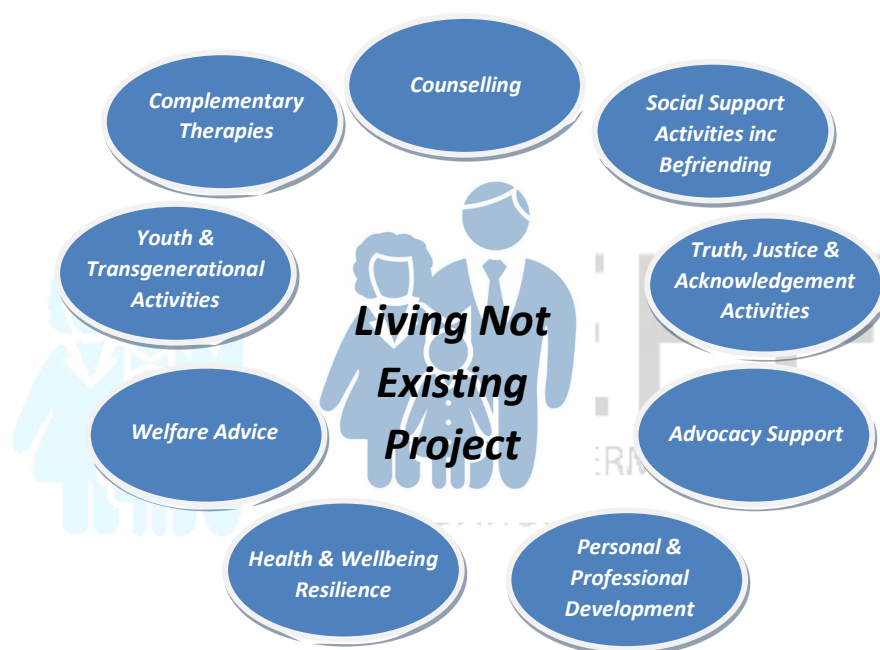 Counselling
Social Support
Activities inc
Befriending
Truth, Justice &
Acknowledgement
Activities
Advocacy Support
Personal &
Professional
Development
Health & Wellbeing
Resilience
Welfare Advice
Youth &
Transgenerational
Activities
Complementary
Therapies
Living Not
Existing
Project